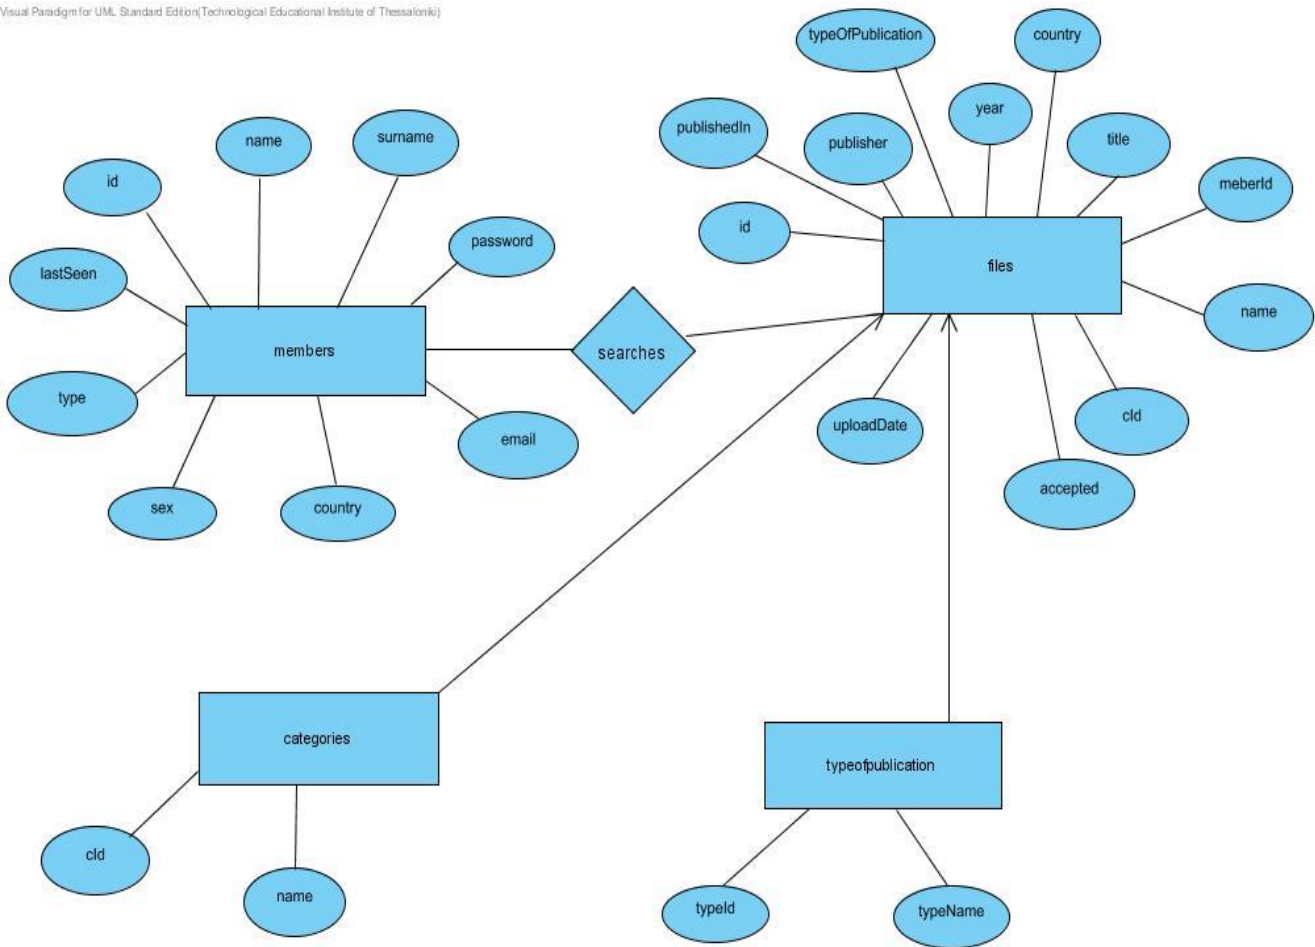 Visual Paradigm for UML Standard Edition(Technological Educational Institute of Thessaloniki)
typeOfPublication
country
year
publishedIn
publisher
title
name
surname
id
meberId
password
id
files
lastSeen
name
members
searches
type
uploadDate
cId
email
accepted
sex
country
categories
typeofpublication
cId
name
typeId
typeName